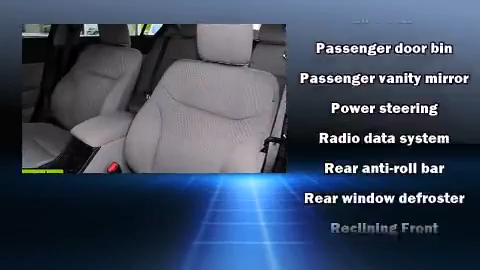 Passenger door bin
Passenger vanity mirror
Power steering
Radio data system
Rear anti-roll bar
Rear window defroster
Reclining Front